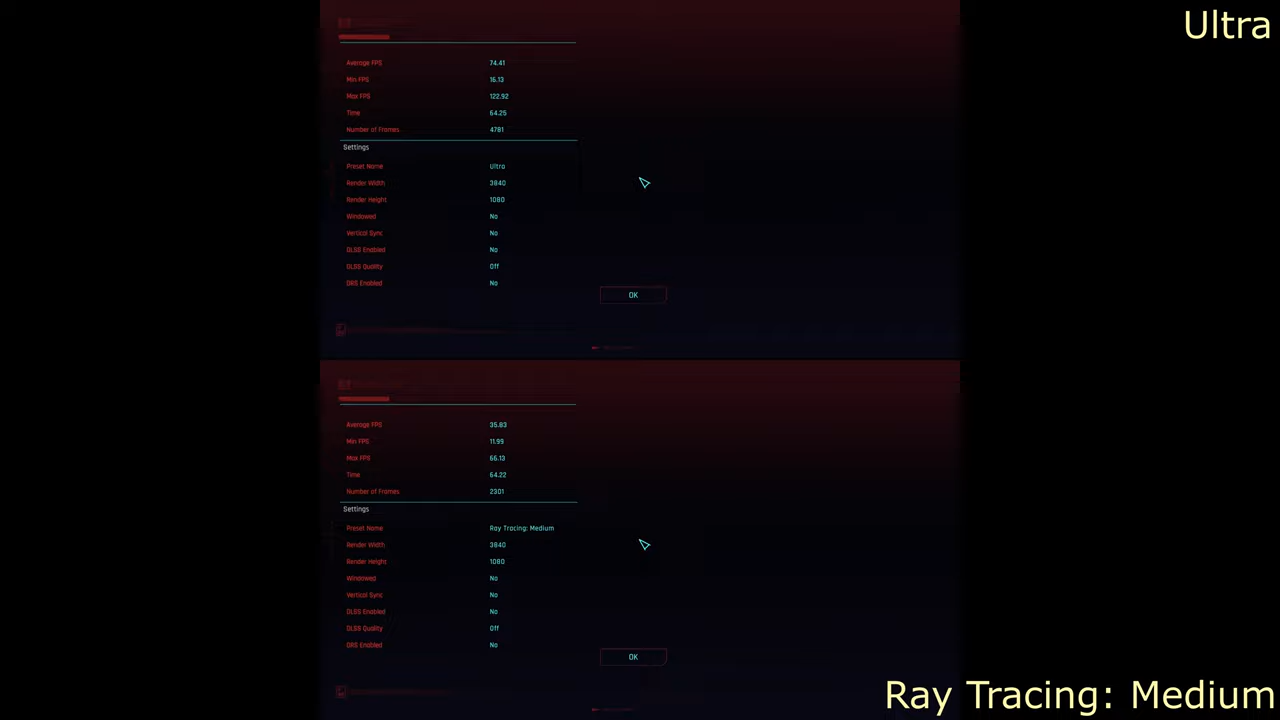 Ultra
Average FPS 74.41
Min FPS 16.13
Max FPS 122.92
Time 64.25
Number of Frames 4781
Settings
Preset Name Ultra
Render Width 3840
Render Height 1080
Windowed No
Vertical Sync No
DLSS Enabled No
DLSS Quality Off
DRS Enabled No
OK
Average FPS 35.83
Min FPS 11.99
Max FPS 66.13
Time 64.22
Number of Frames 2301
Settings
Preset Name Ray Tracing: Medium
Render Width 3840
Render Height 1080
Windowed No
Vertical Sync No
DLSS Enabled No
DLSS Quality Off
DRS Enabled No
OK
Ray Tracing: Medium